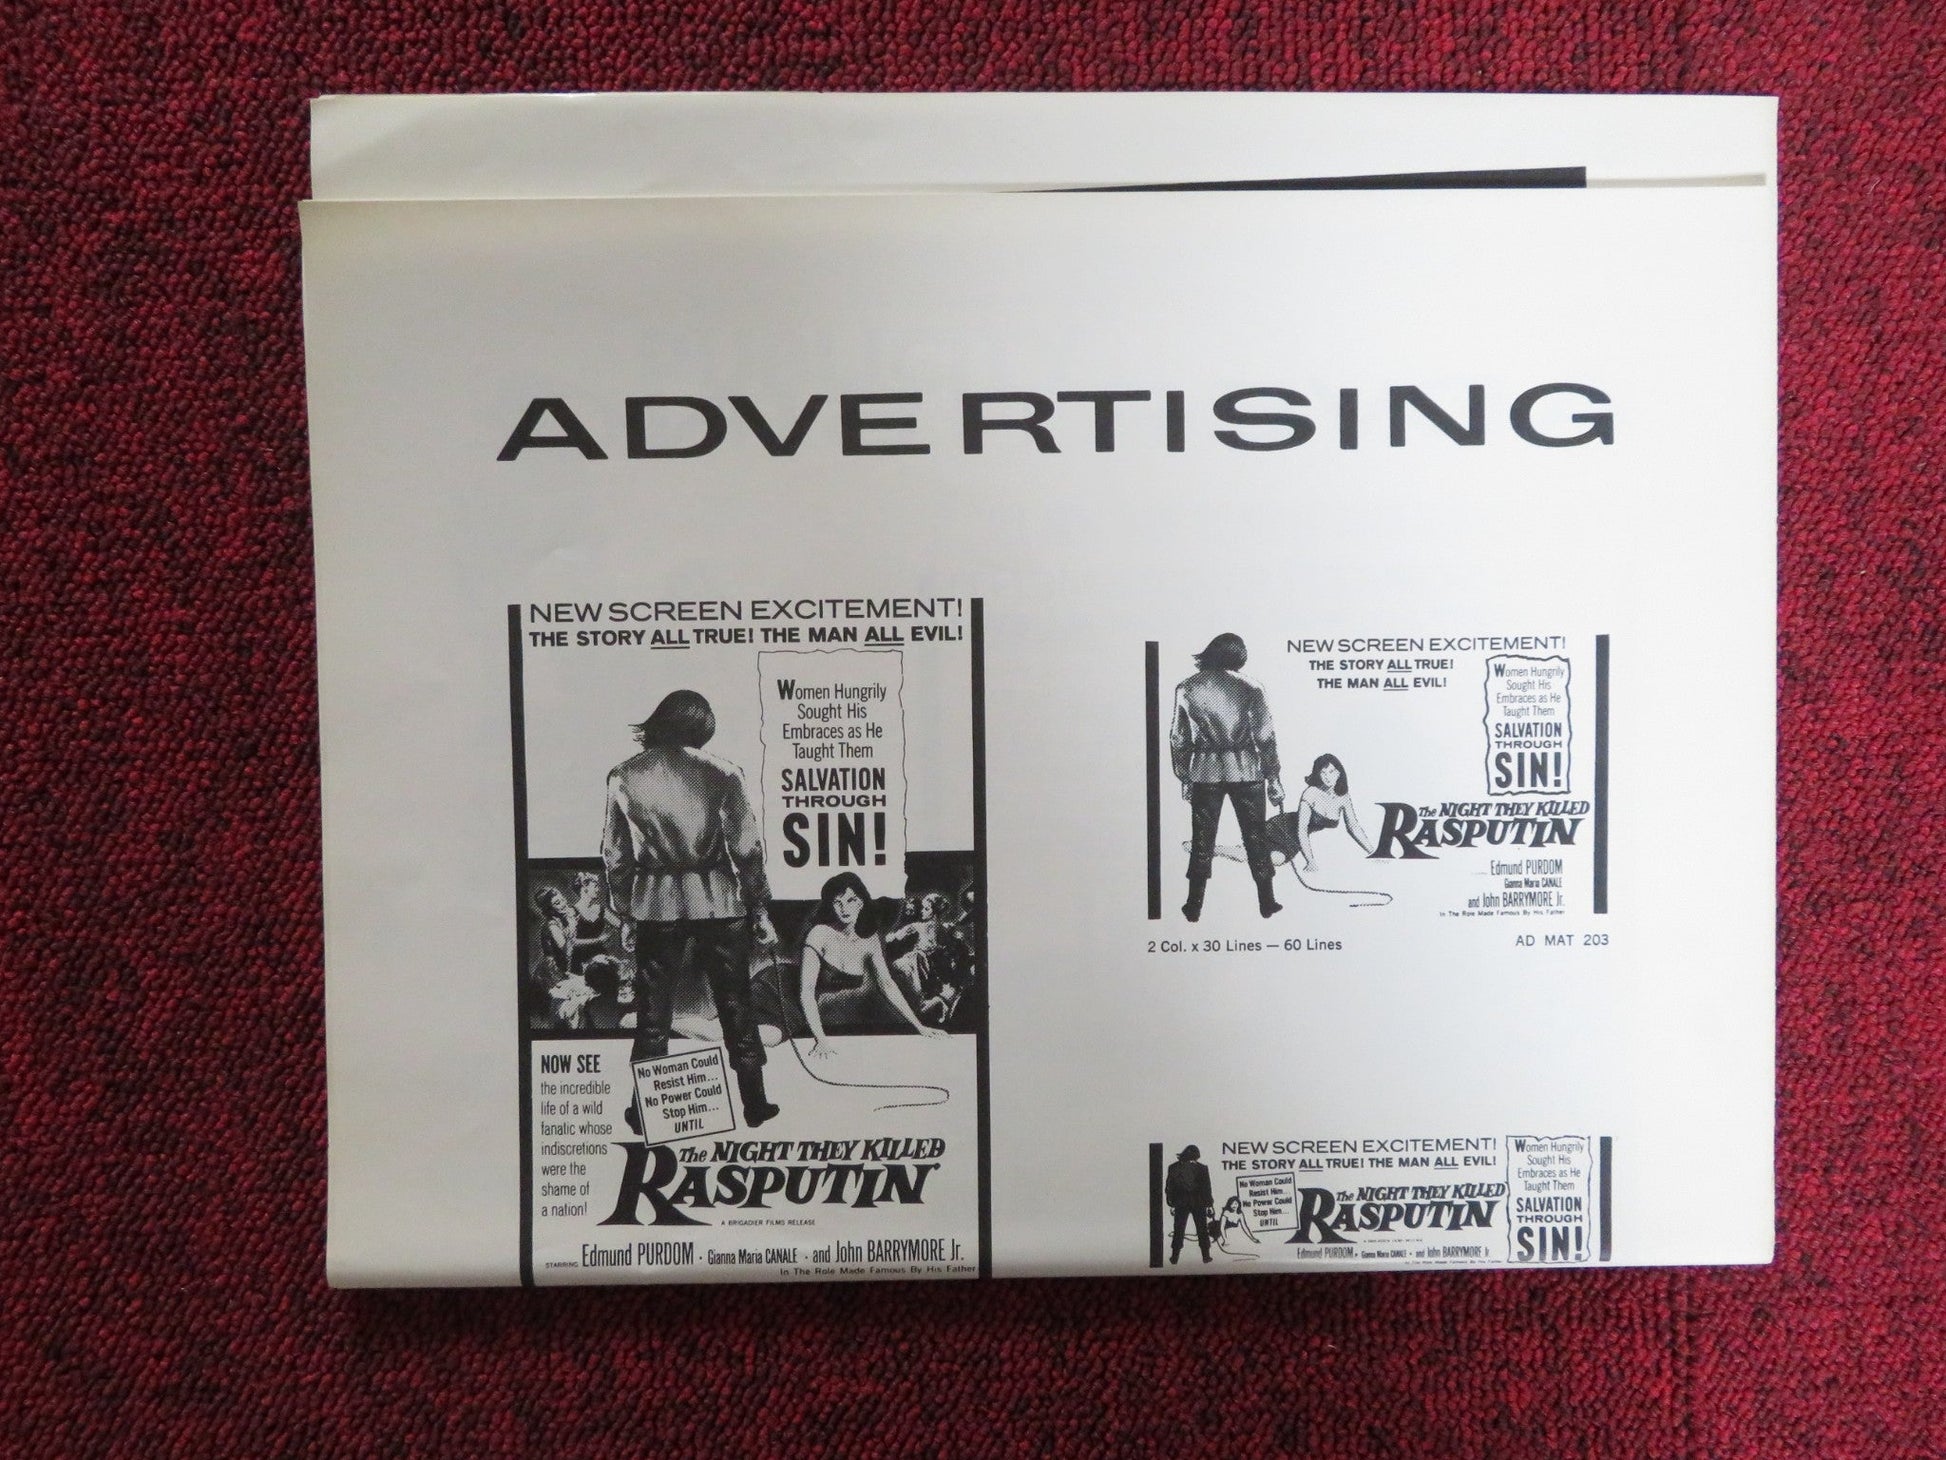 ADVERTISING
NEW SCREEN EXCITEMENT!
THE STORY ALL TRUE! THE MAN ALL EVIL!
Women Hungrily
Sought His
Embraces as He
Taught Them
SALVATION
THROUGH
SIN!
NOW SEE
the incredible
life of a wild
fanatic whose
indiscretions
were the
shame of
a nation!
No Woman Could
Resist Him...
No Power Could
Stop Him...
UNTIL
The NIGHT THEY KILLED
RASPUTIN
A BRIGADIER FILMS RELEASE
STARRING Edmund PURDOM · Gianna Maria CANALE · and John BARRYMORE Jr.
In The Role Made Famous By His Father
NEW SCREEN EXCITEMENT!
THE STORY ALL TRUE!
THE MAN ALL EVIL!
Women Hungrily
Sought His
Embraces as He
Taught Them
SALVATION
THROUGH
SIN!
The NIGHT THEY KILLED
RASPUTIN
Edmund PURDOM
Gianna Maria CANALE
and John BARRYMORE Jr.
In The Role Made Famous By His Father
2 Col. x 30 Lines — 60 Lines
AD MAT 203
NEW SCREEN EXCITEMENT!
THE STORY ALL TRUE! THE MAN ALL EVIL!
No Woman Could
Resist Him...
No Power Could
Stop Him...
UNTIL
The NIGHT THEY KILLED
RASPUTIN
Edmund PURDOM · Gianna Maria CANALE · and John BARRYMORE Jr.
Women Hungrily
Sought His
Embraces as He
Taught Them
SALVATION
THROUGH
SIN!